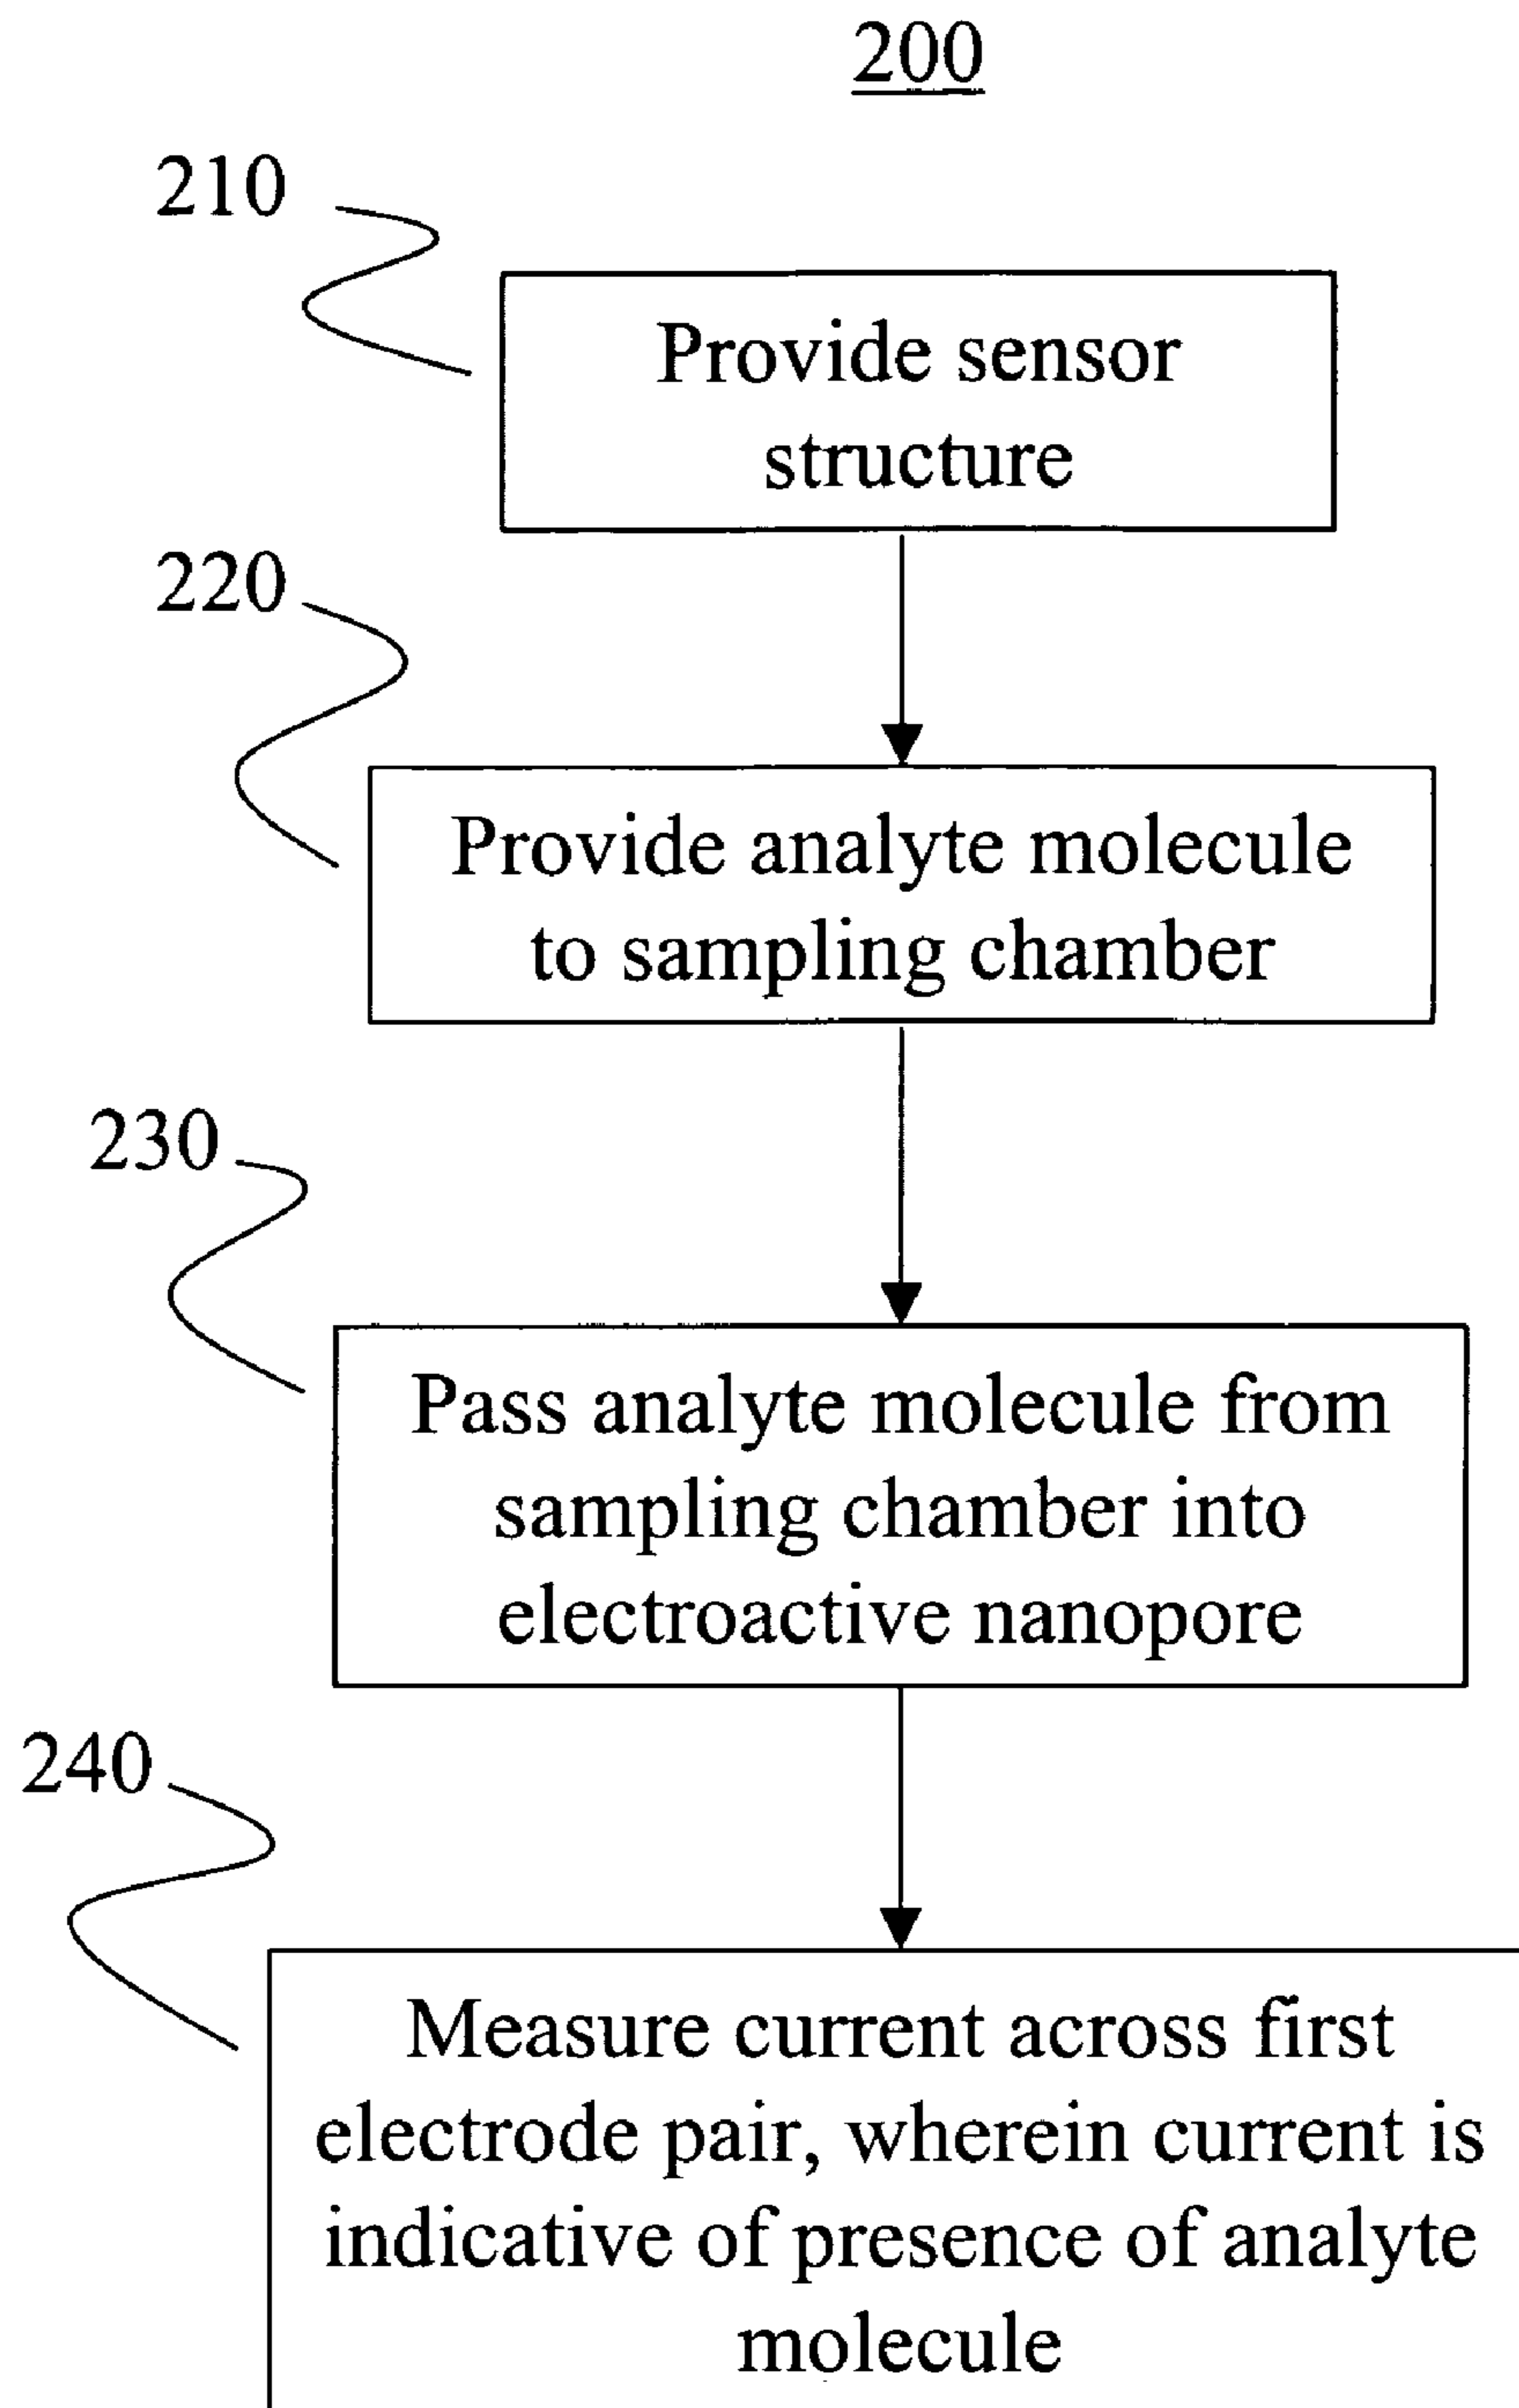 200
210
Provide sensor
structure
220
Provide analyte molecule
to sampling chamber
230
Pass analyte molecule from
sampling chamber into
electroactive nanopore
240
Measure current across first
electrode pair, wherein current is
indicative of presence of analyte
molecule